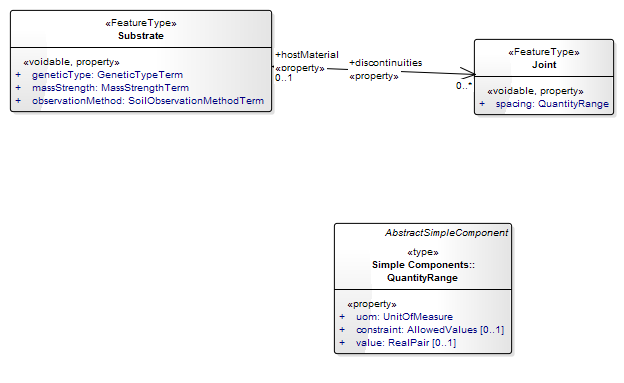 «FeatureType»
Substrate
«voidable, property»
+ geneticType: GeneticTypeTerm
+ massStrength: MassStrengthTerm
+ observationMethod: SoilObservationMethodTerm
+hostMaterial
«property»
0..1
+discontinuities
«property»
0..*
«FeatureType»
Joint
«voidable, property»
+ spacing: QuantityRange
AbstractSimpleComponent
«type»
Simple Components::
QuantityRange
«property»
+ uom: UnitOfMeasure
+ constraint: AllowedValues [0..1]
+ value: RealPair [0..1]